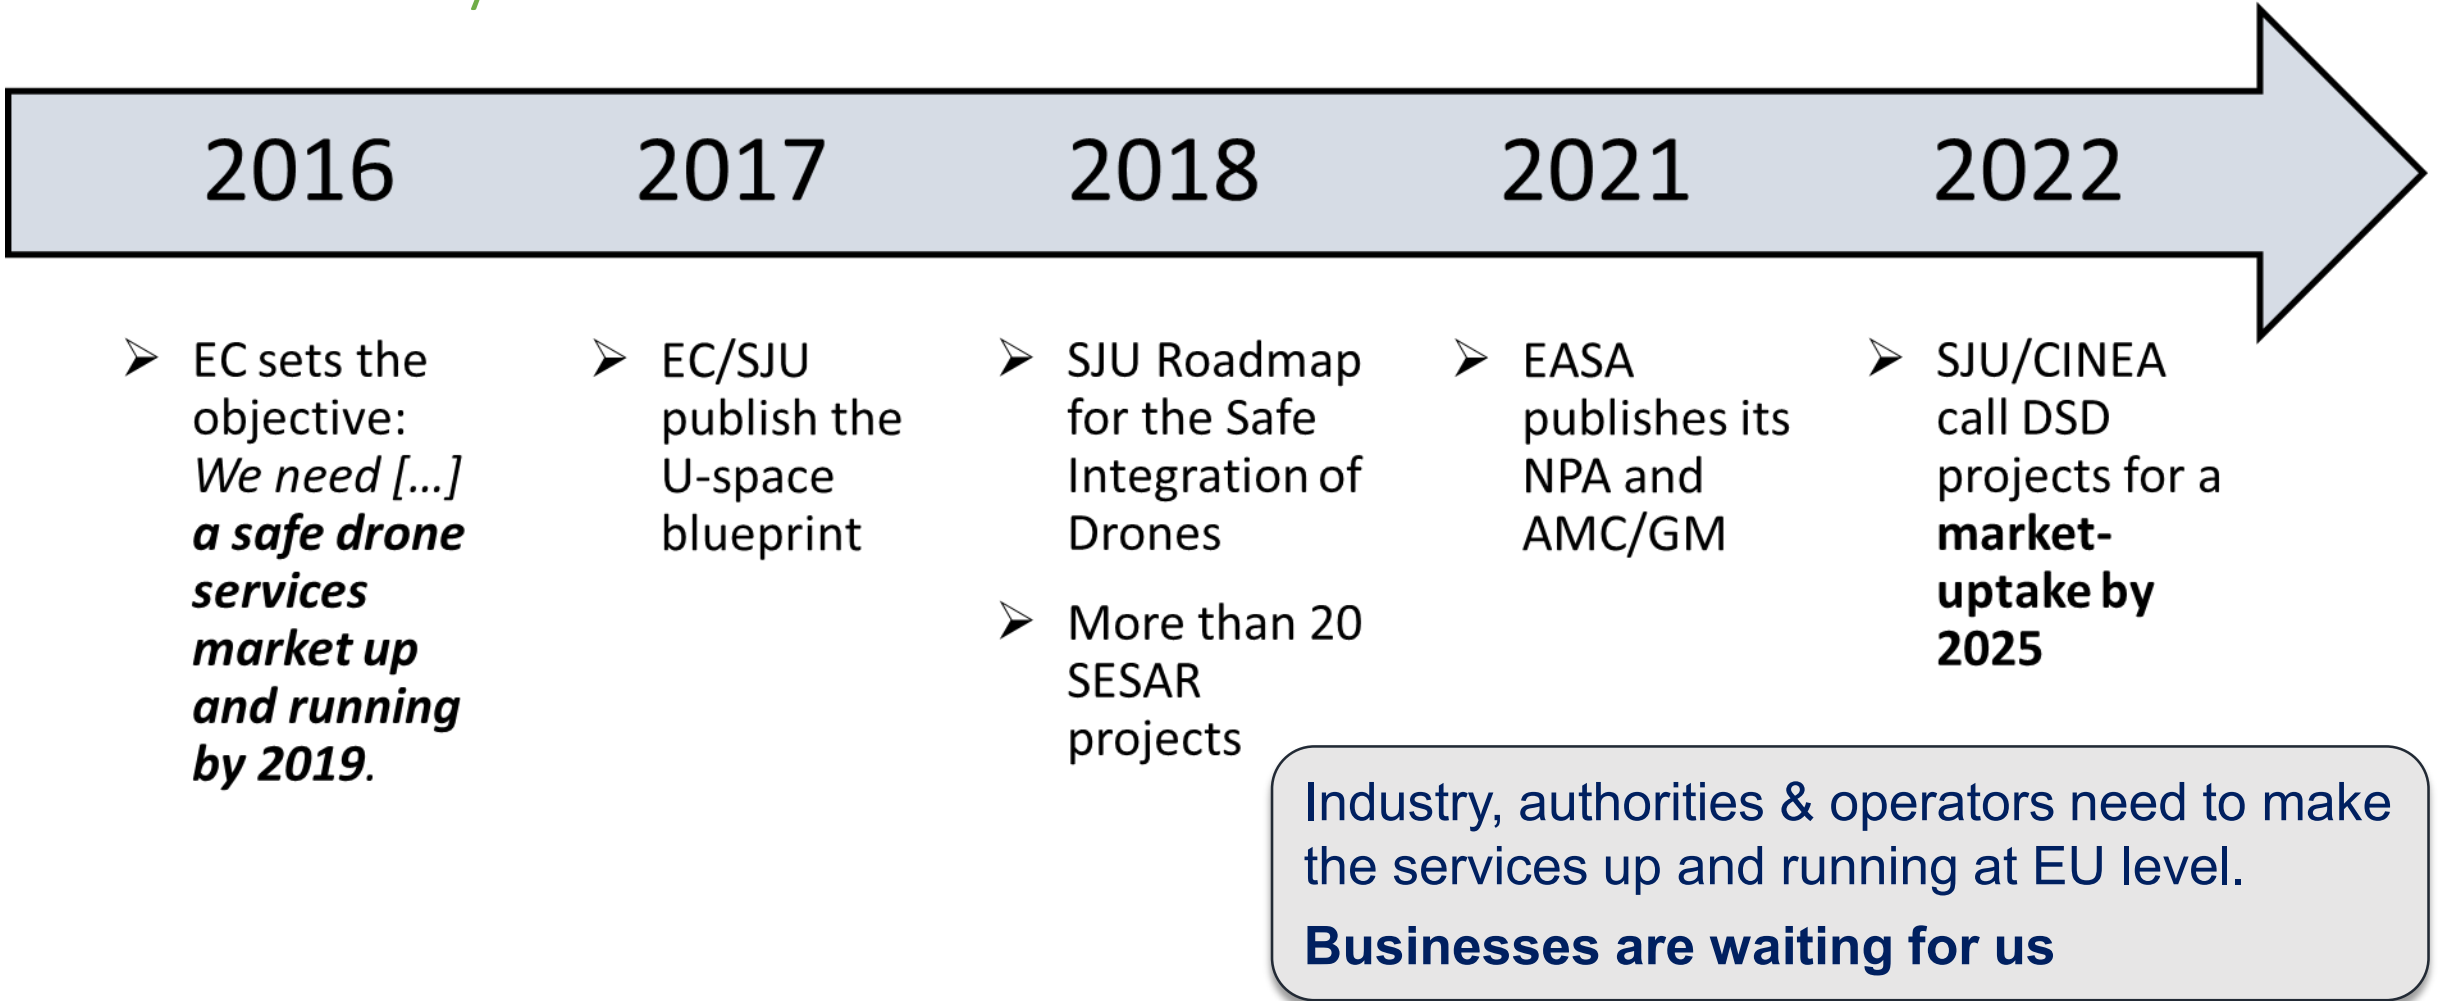 2016
2017
2018
2021
2022
➢ EC sets the
objective:
We need [...]
a safe drone
services
market up
and running
by 2019.
➢ EC/SJU
publish the
U-space
blueprint
➢ SJU Roadmap
for the Safe
Integration of
Drones
➢ More than 20
SESAR
projects
➢ EASA
publishes its
NPA and
AMC/GM
➢ SJU/CINEA
call DSD
projects for a
market-
uptake by
2025
Industry, authorities & operators need to make
the services up and running at EU level.
Businesses are waiting for us